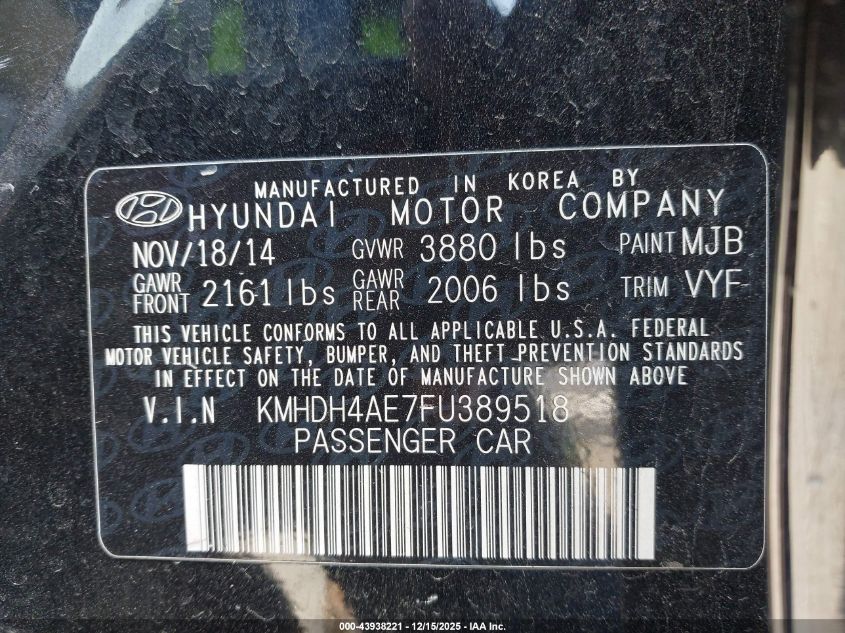 MANUFACTURED IN KOREA BY
HYUNDAI MOTOR COMPANY
NOV/18/14 GVWR 3880 lbs PAINT MJB
GAWR FRONT 2161 lbs GAWR REAR 2006 lbs TRIM VYF
THIS VEHICLE CONFORMS TO ALL APPLICABLE U.S.A. FEDERAL
MOTOR VEHICLE SAFETY, BUMPER, AND THEFT PREVENTION STANDARDS
IN EFFECT ON THE DATE OF MANUFACTURE SHOWN ABOVE
V.I.N KMHDH4AE7FU389518
PASSENGER CAR
000-43938221 - 12/15/2025 - IAA Inc.